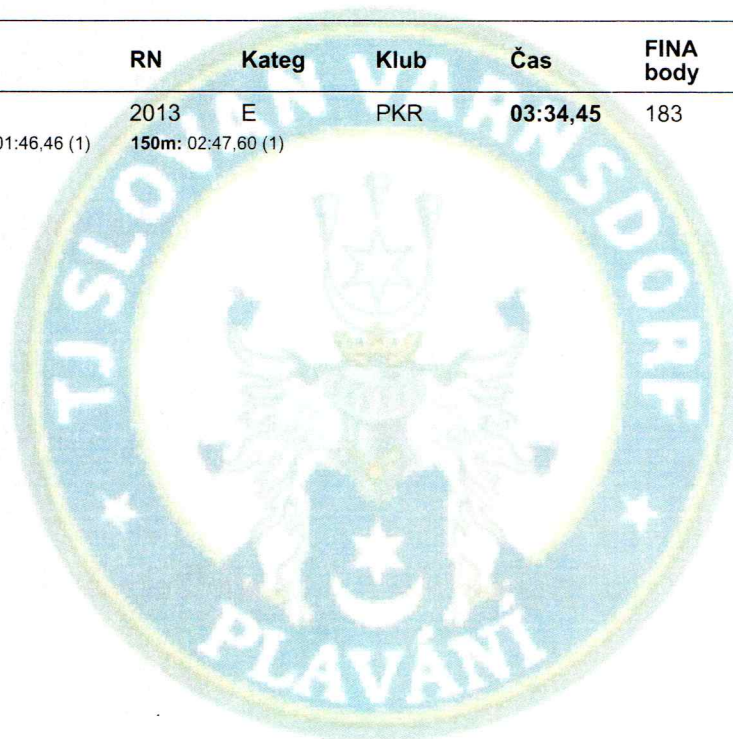 RN Kateg Klub Čas FINA body
2013 E PKR 03:34,45 183
01:46,46 (1) 150m: 02:47,60 (1)
TJ SLOVAN VARNSDORF
PLAVÁNÍ